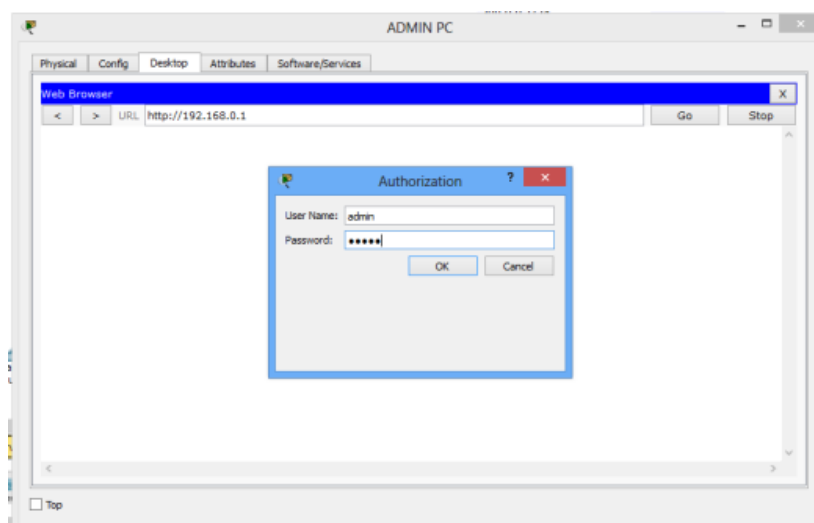 ADMIN PC
Physical Config Desktop Attributes Software/Services
Web Browser X
< > URL http://192.168.0.1 Go Stop
Authorization ?
User Name: admin
Password: •••••
OK Cancel
Top